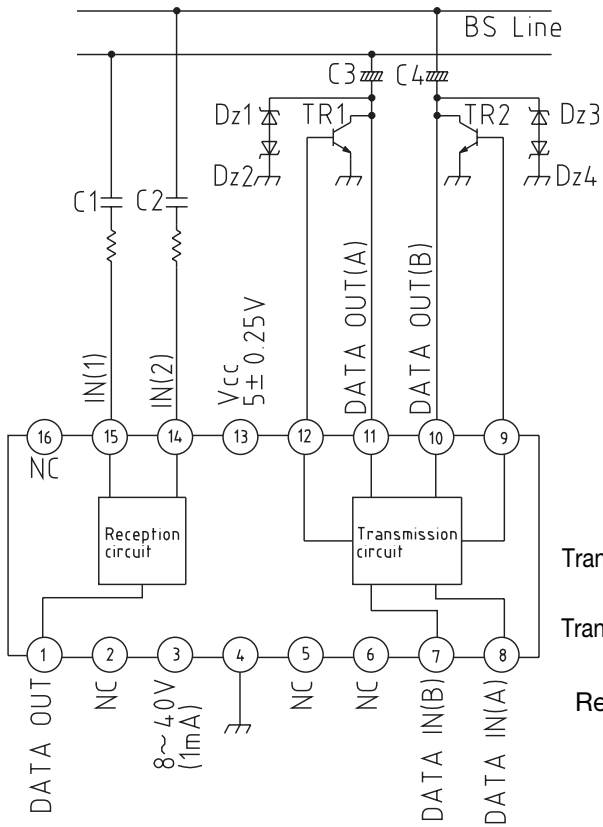 BS Line
C3 C4
Dz1 TR1 TR2 Dz3
Dz2 Dz4
C1 C2
IN(1)
IN(2)
Vcc
5± 0.25V
DATA OUT(A)
DATA OUT(B)
16 15 14 13 12 11 10 9
NC
Reception
circuit
Transmission
circuit
Tran
Tran
Re
1 2 3 4 5 6 7 8
DATA OUT
NC
8~40V
(1mA)
NC
NC
DATA IN(B)
DATA IN(A)